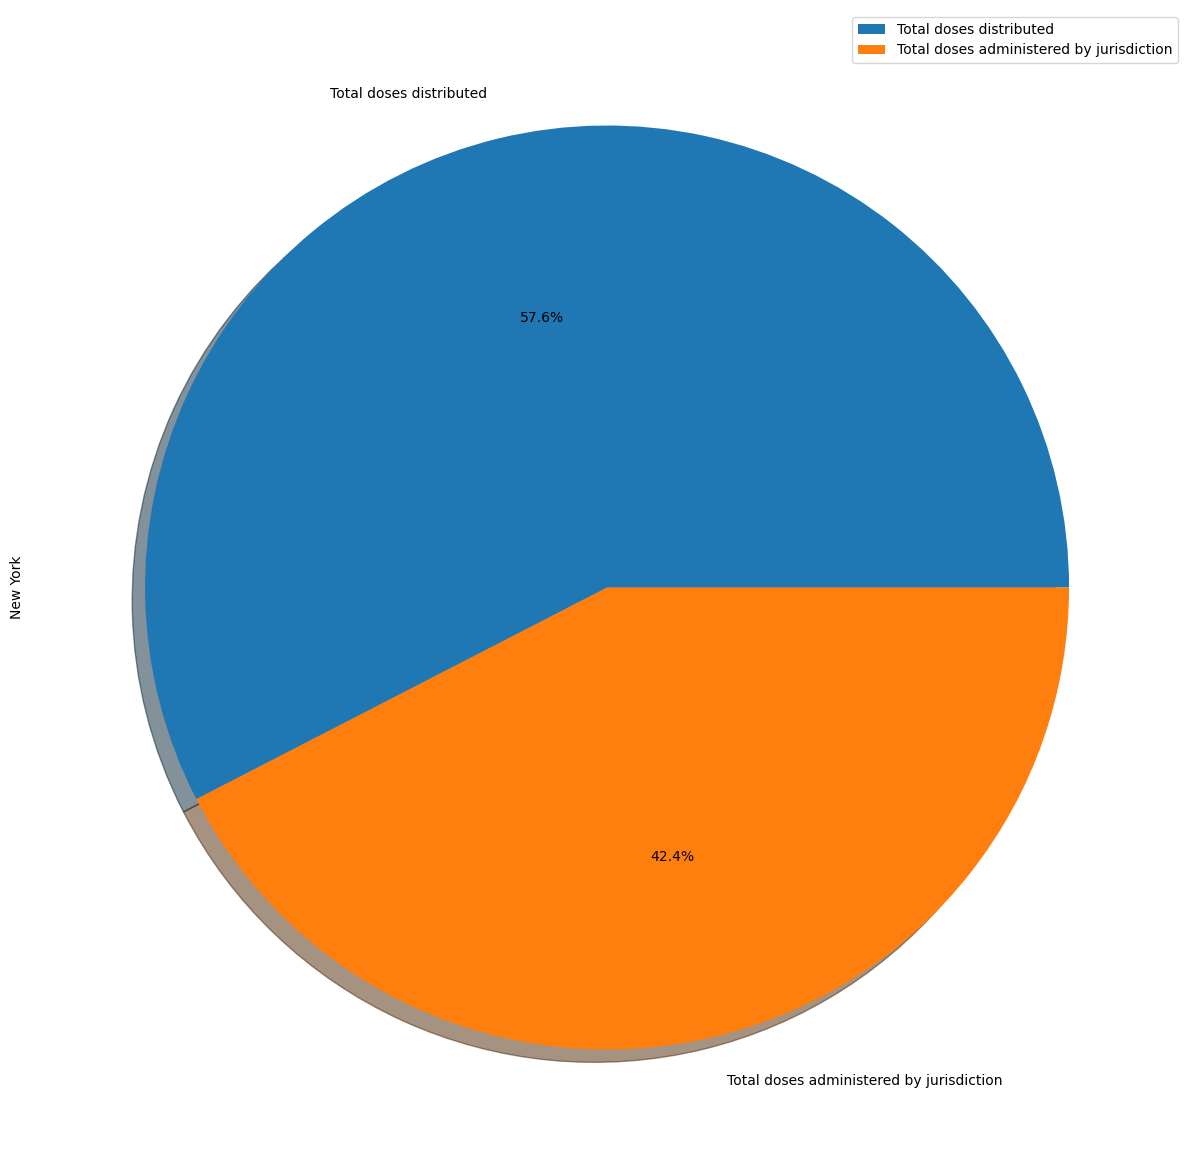 Total doses distributed
Total doses administered by jurisdiction
Total doses distributed
57.6%
New York
42.4%
Total doses administered by jurisdiction